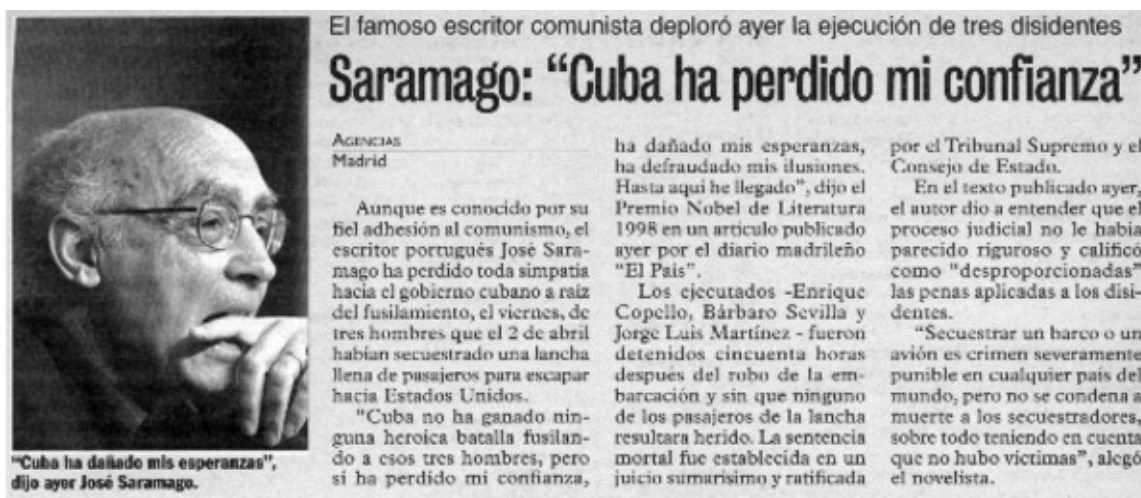 El famoso escritor comunista deploró ayer la ejecución de tres disidentes
Saramago: “Cuba ha perdido mi confianza”
AGENCIAS
Madrid
Aunque es conocido por su
fiel adhesión al comunismo, el
escritor portugués José Sara-
mago ha perdido toda simpatía
hacia el gobierno cubano a raíz
del fusilamiento, el viernes, de
tres hombres que el 2 de abril
habían secuestrado una lancha
llena de pasajeros para escapar
hacia Estados Unidos.
"Cuba no ha ganado nin-
guna heroica batalla fusilan-
do a esos tres hombres, pero
sí ha perdido mi confianza,
ha dañado mis esperanzas,
ha defraudado mis ilusiones.
Hasta aquí he llegado", dijo el
Premio Nobel de Literatura
1998 en un artículo publicado
ayer por el diario madrileño
"El País".
Los ejecutados -Enrique
Copello, Bárbaro Sevilla y
Jorge Luis Martínez - fueron
detenidos cincuenta horas
después del robo de la em-
barcación y sin que ninguno
de los pasajeros de la lancha
resultara herido. La sentencia
mortal fue establecida en un
juicio sumarísimo y ratificada
por el Tribunal Supremo y el
Consejo de Estado.
En el texto publicado ayer,
el autor dio a entender que el
proceso judicial no le había
parecido riguroso y calificó
como "desproporcionadas"
las penas aplicadas a los disi-
dentes.
"Secuestrar un barco o un
avión es crimen severamente
punible en cualquier país del
mundo, pero no se condena a
muerte a los secuestradores,
sobre todo teniendo en cuenta
que no hubo víctimas", alegó
el novelista.
"Cuba ha dañado mis esperanzas",
dijo ayer José Saramago.